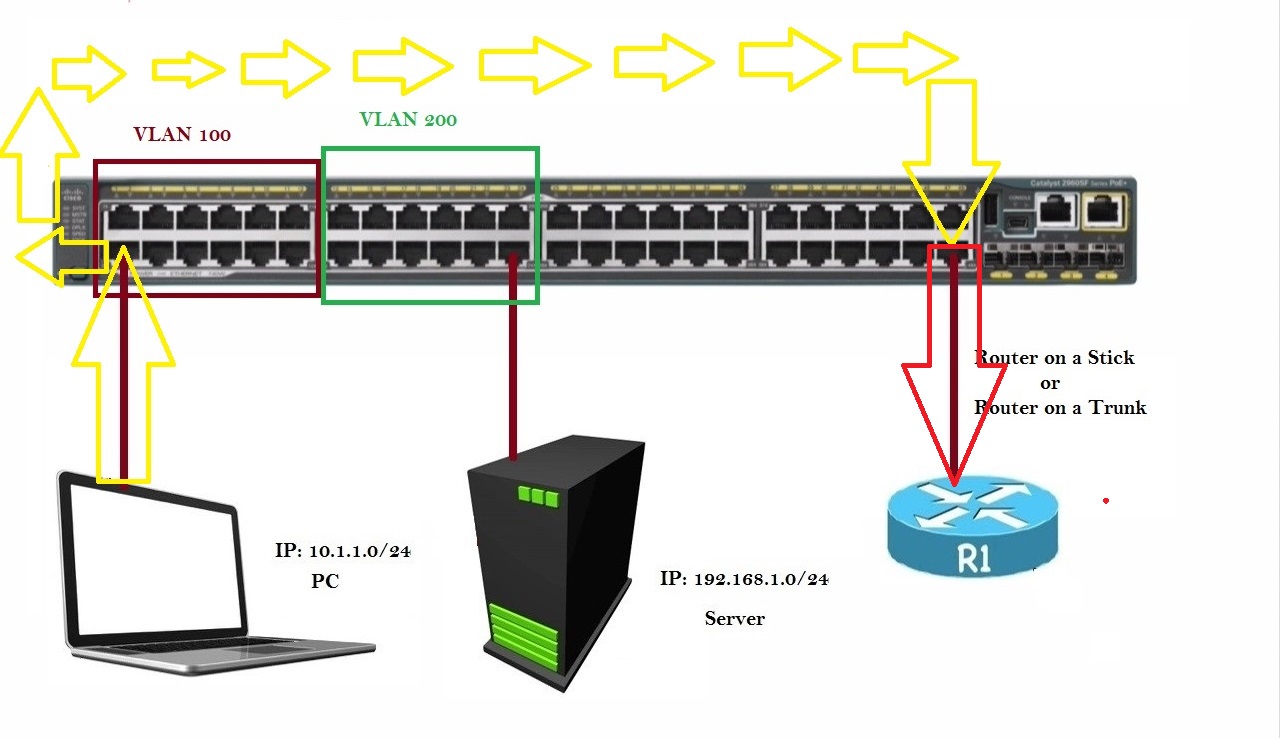 VLAN 100
VLAN 200
CISCO
Catalyst 2960SF Series PoE+
CONSOLE
Router on a Stick
or
Router on a Trunk
R1
IP: 10.1.1.0/24
PC
IP: 192.168.1.0/24
Server